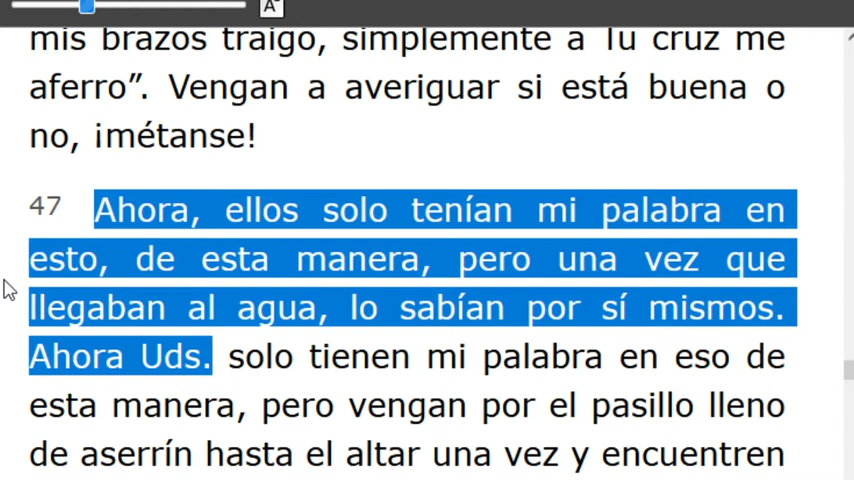 A
mis brazos traigo, simplemente a Tu cruz me
aferro”. Vengan a averiguar si está buena o
no, ¡métanse!
47 Ahora, ellos solo tenían mi palabra en
esto, de esta manera, pero una vez que
llegaban al agua, lo sabían por sí mismos.
Ahora Uds. solo tienen mi palabra en eso de
esta manera, pero vengan por el pasillo lleno
de aserrín hasta el altar una vez y encuentren